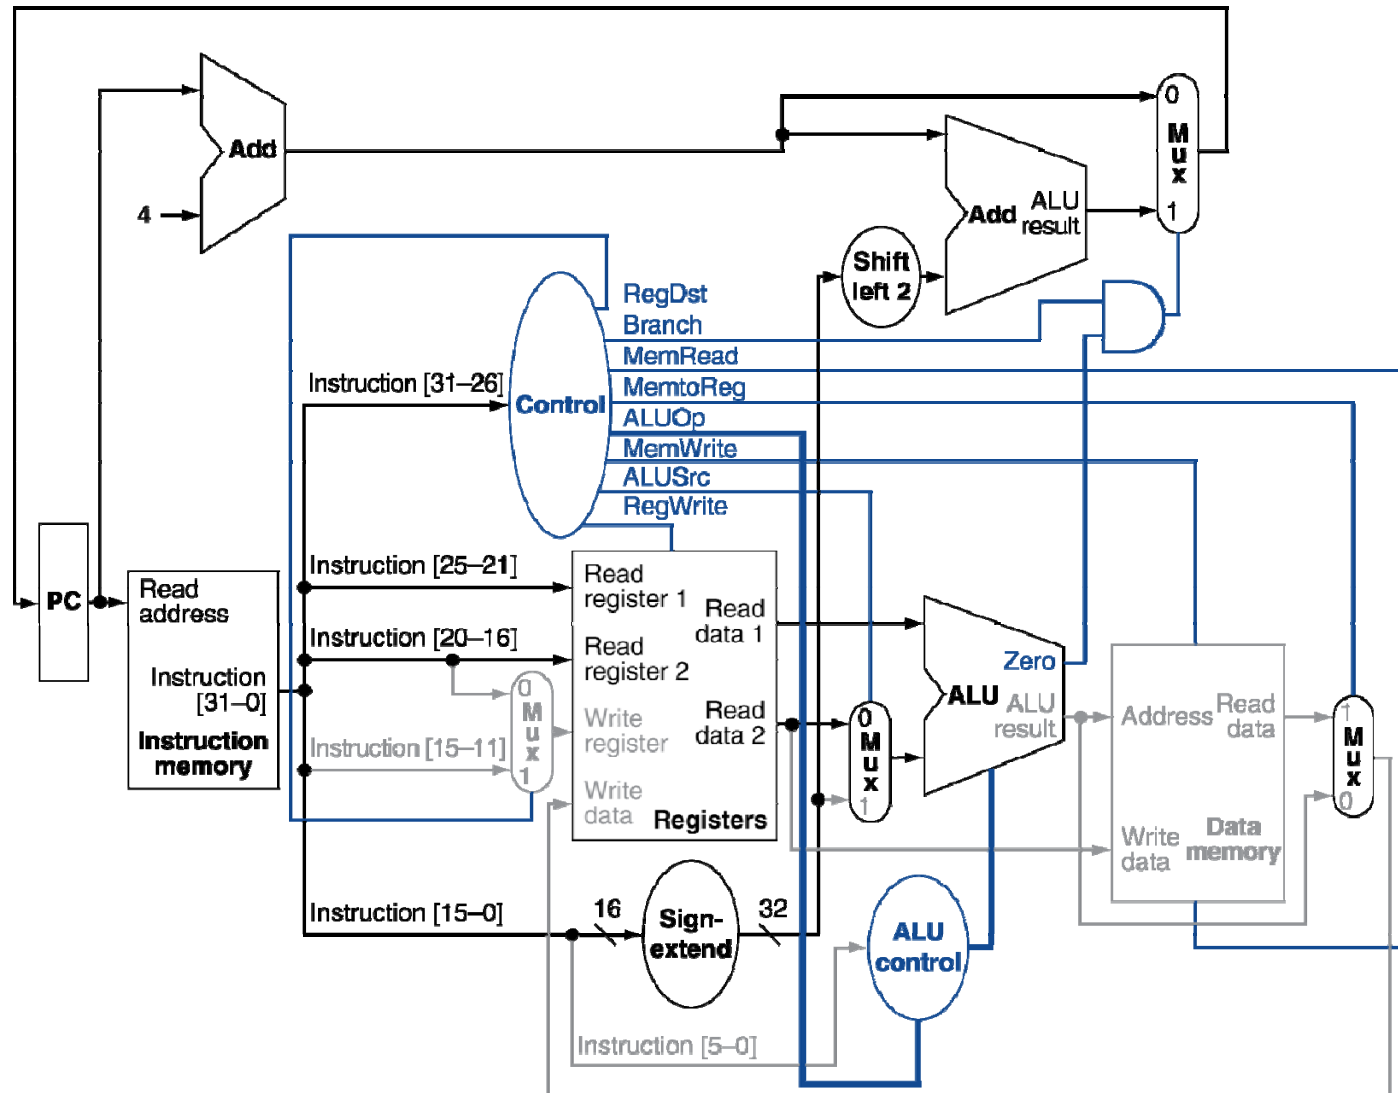 0
Mux
1
Add
4
ALU
Add
result
Shift
left 2
RegDst
Branch
MemRead
MemtoReg
ALUOp
MemWrite
ALUSrc
RegWrite
Instruction [31–26]
Control
PC
Read
address
Instruction
[31–0]
Instruction
memory
Instruction [25–21]
Instruction [20–16]
Instruction [15–11]
0
Mux
1
Read
register 1
Read
register 2
Write
register
Write
data
Read
data 1
Read
data 2
Registers
0
Mux
1
Zero
ALU
ALU
result
Address
Read
data
Write
data
Data
memory
1
Mux
0
Instruction [15–0]
16
Sign-
extend
32
ALU
control
Instruction [5–0]